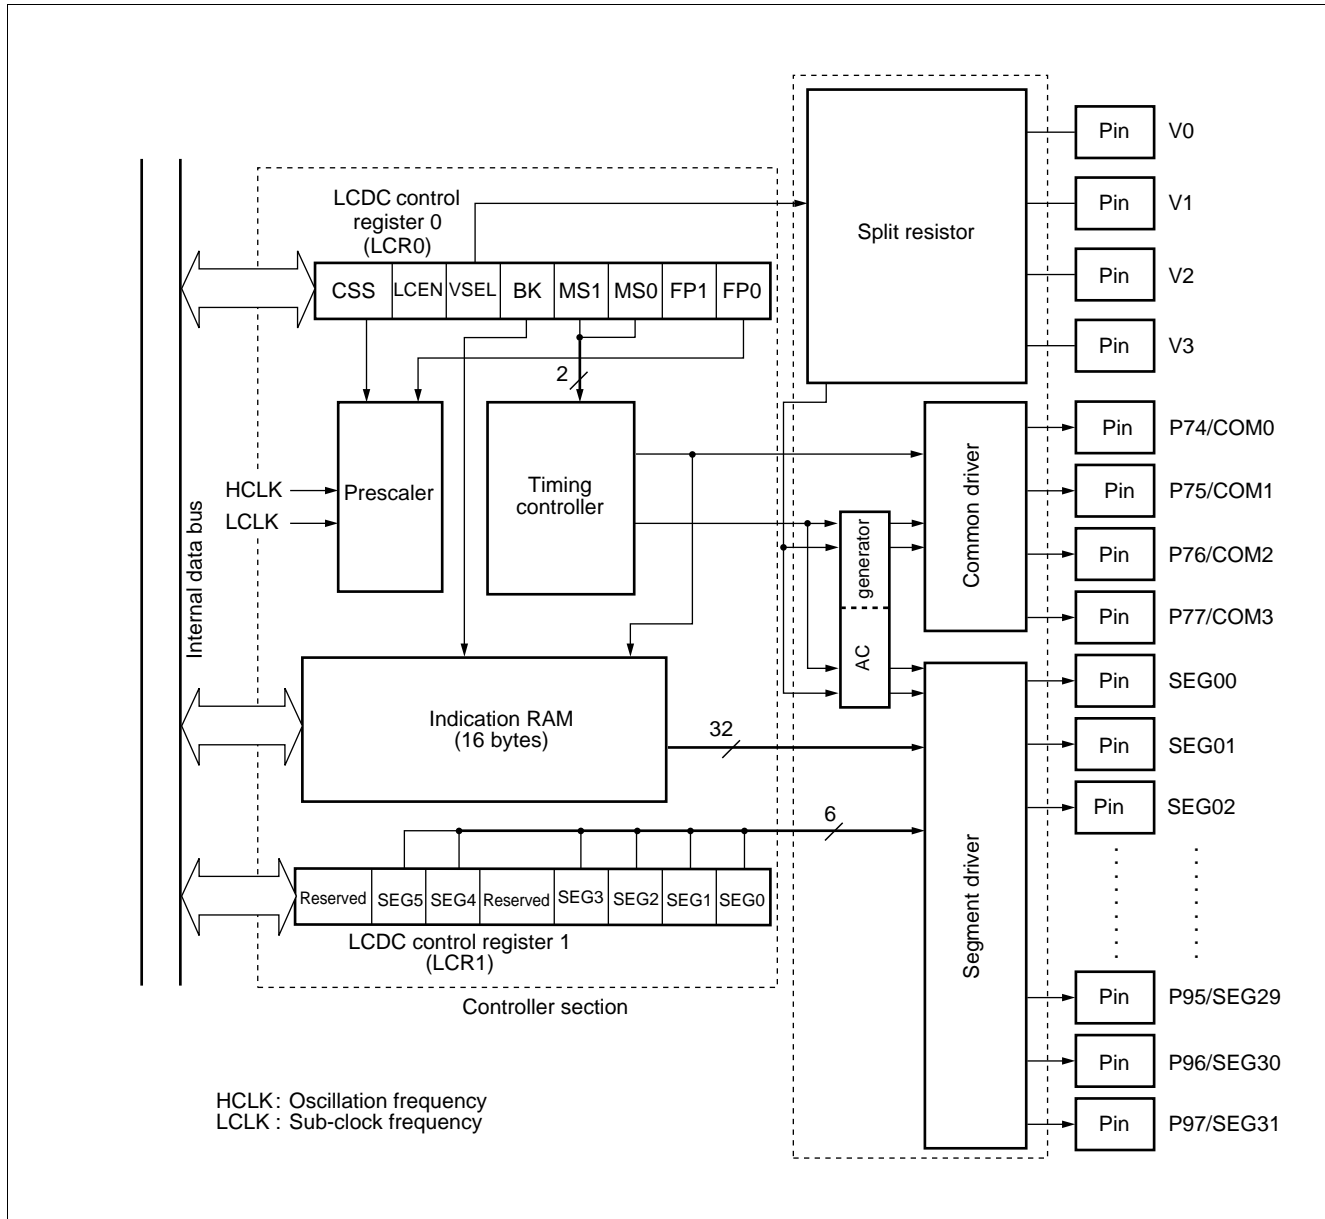 Pin V0
Pin V1
Pin V2
Pin V3
Split resistor
LCDC control
register 0
(LCR0)
CSS LCEN VSEL BK MS1 MS0 FP1 FP0
2
Prescaler
Timing
controller
HCLK
LCLK
Internal data bus
AC generator
Common driver
Pin P74/COM0
Pin P75/COM1
Pin P76/COM2
Pin P77/COM3
Indication RAM
(16 bytes)
32
6
Segment driver
Pin SEG00
Pin SEG01
Pin SEG02
Pin P95/SEG29
Pin P96/SEG30
Pin P97/SEG31
Reserved SEG5 SEG4 Reserved SEG3 SEG2 SEG1 SEG0
LCDC control register 1
(LCR1)
Controller section
HCLK : Oscillation frequency
LCLK : Sub-clock frequency